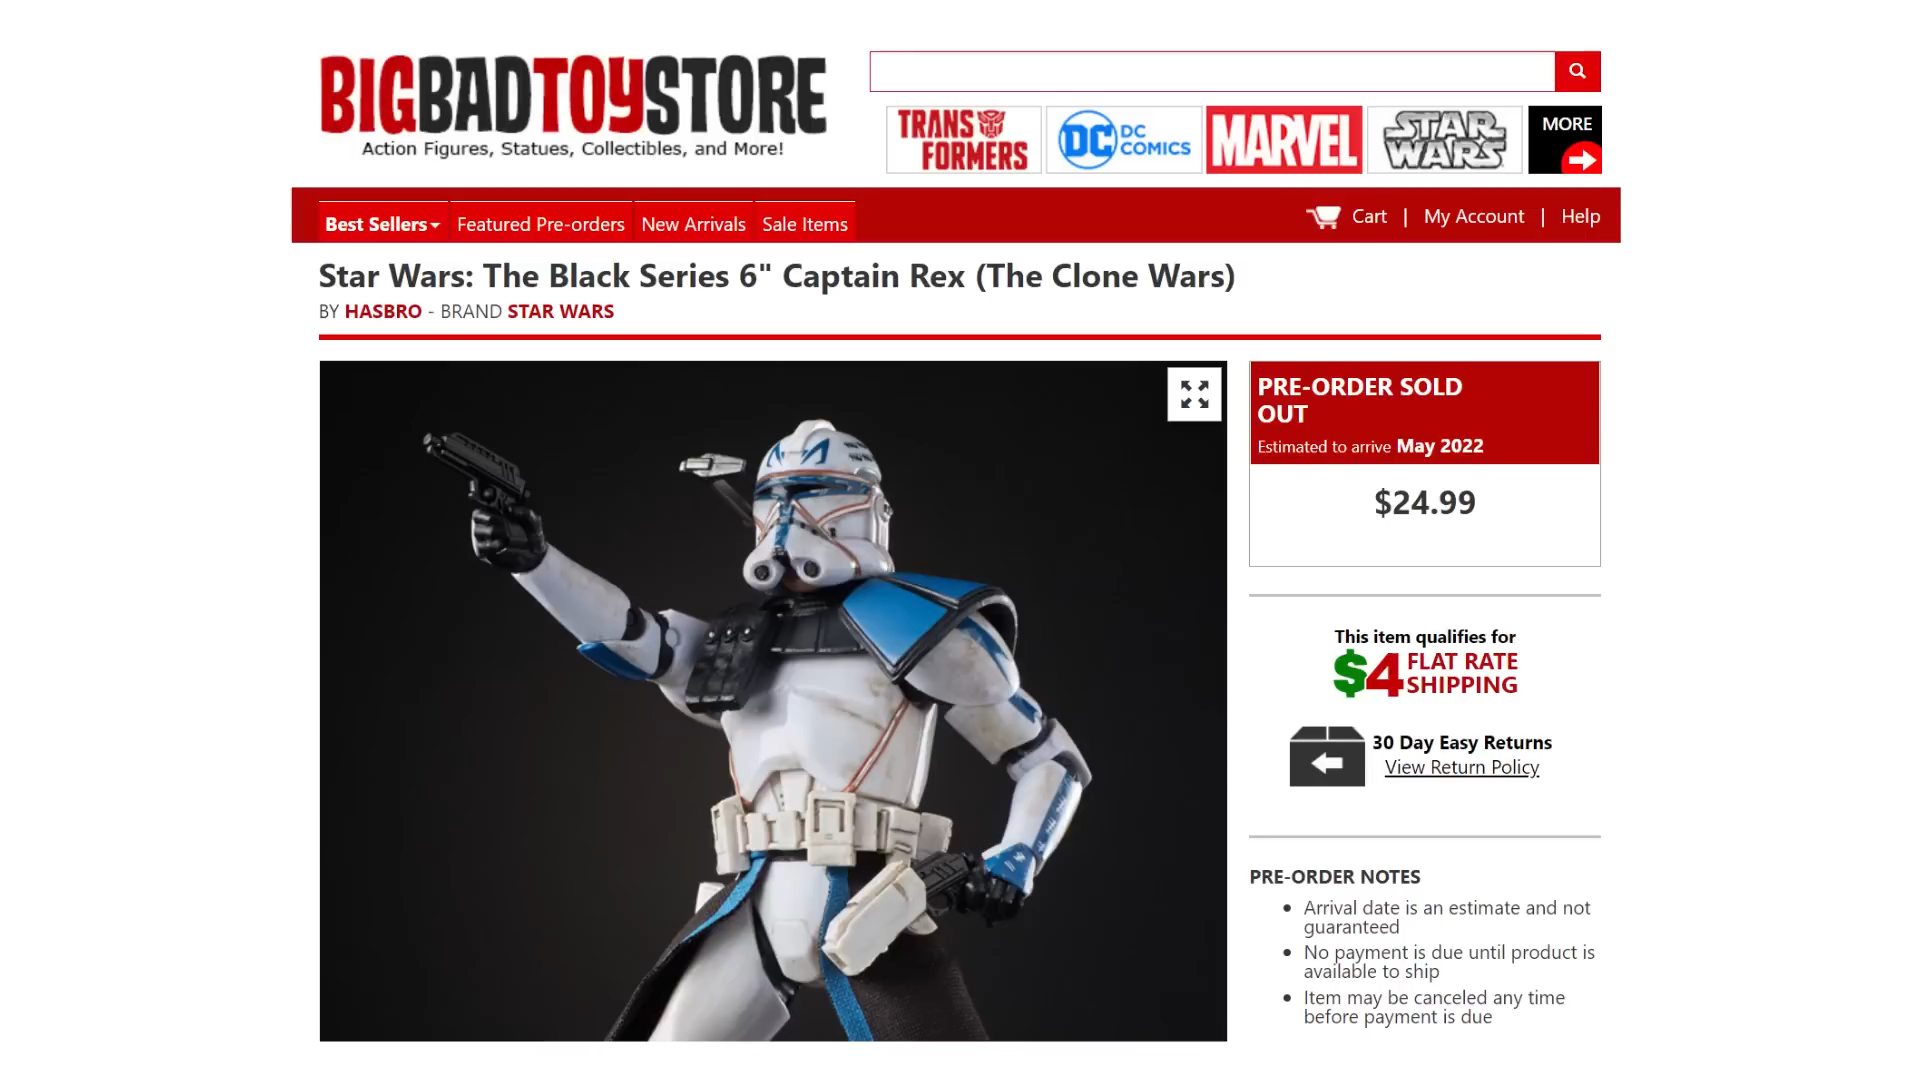 BIGBADTOYSTORE
Action Figures, Statues, Collectibles, and More!
TRANSFORMERS
DC
DC COMICS
MARVEL
STAR WARS
MORE
Best Sellers
Featured Pre-orders
New Arrivals
Sale Items
Cart | My Account | Help
Star Wars: The Black Series 6" Captain Rex (The Clone Wars)
BY HASBRO - BRAND STAR WARS
PRE-ORDER SOLD
OUT
Estimated to arrive May 2022
$24.99
This item qualifies for
$4 FLAT RATE
SHIPPING
30 Day Easy Returns
View Return Policy
PRE-ORDER NOTES
• Arrival date is an estimate and not
guaranteed
• No payment is due until product is
available to ship
• Item may be canceled any time
before payment is due